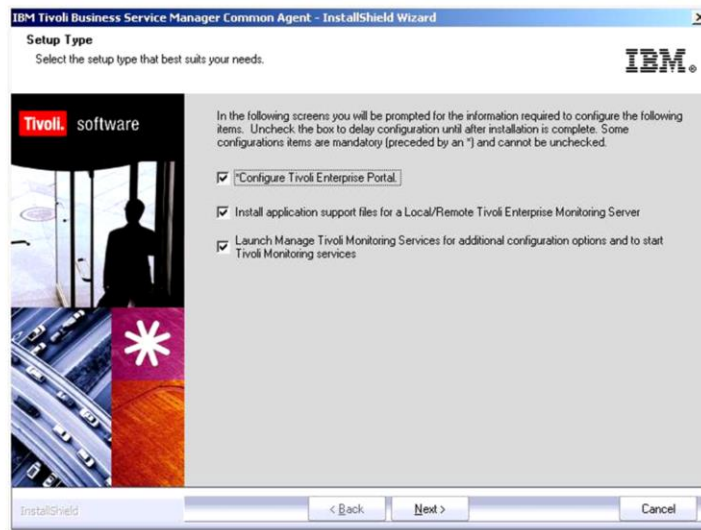 IBM Tivoli Business Service Manager Common Agent - InstallShield Wizard
Setup Type
Select the setup type that best suits your needs.
IBM®
Tivoli. software
In the following screens you will be prompted for the information required to configure the following
items. Uncheck the box to delay configuration until after installation is complete. Some
configurations items are mandatory (preceded by an *) and cannot be unchecked.
*Configure Tivoli Enterprise Portal.
Install application support files for a Local/Remote Tivoli Enterprise Monitoring Server
Launch Manage Tivoli Monitoring Services for additional configuration options and to start
Tivoli Monitoring services
InstallShield
< Back
Next >
Cancel